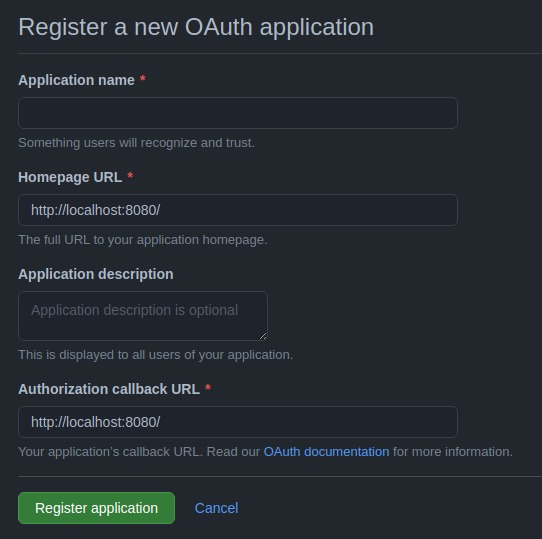 Register a new OAuth application
Application name *
Something users will recognize and trust.
Homepage URL *
http://localhost:8080/
The full URL to your application homepage.
Application description
Application description is optional
This is displayed to all users of your application.
Authorization callback URL *
http://localhost:8080/
Your application's callback URL. Read our OAuth documentation for more information.
Register application Cancel